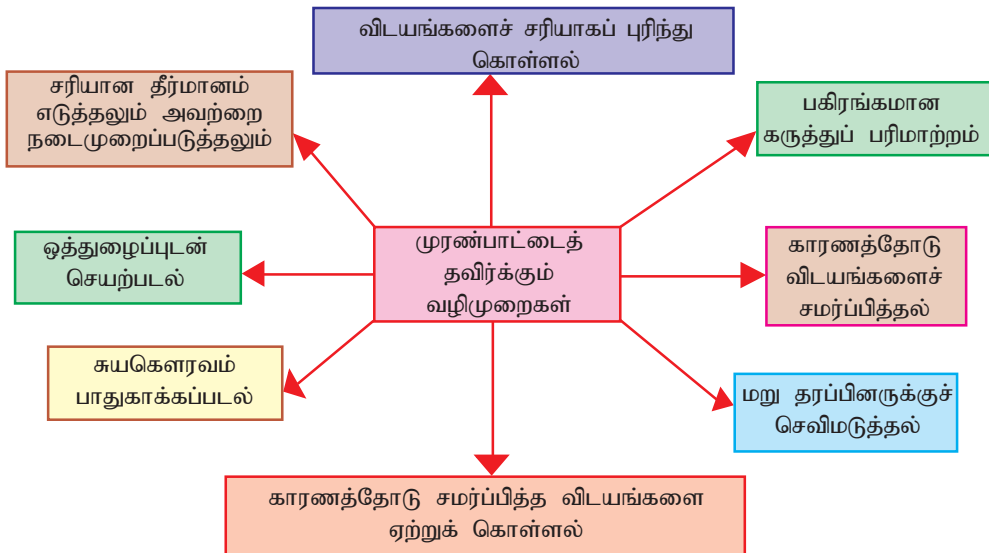 விடயங்களைச் சரியாகப் புரிந்து
கொள்ளல்
சரியான தீர்மானம்
எடுத்தலும் அவற்றை
நடைமுறைப்படுத்தலும்
பகிரங்கமான
கருத்துப் பரிமாற்றம்
முரண்பாட்டைத்
தவிர்க்கும்
வழிமுறைகள்
ஒத்துழைப்புடன்
செயற்படல்
காரணத்தோடு
விடயங்களைச்
சமர்ப்பித்தல்
சுயகௌரவம்
பாதுகாக்கப்படல்
மறு தரப்பினருக்குச்
செவிமடுத்தல்
காரணத்தோடு சமர்ப்பித்த விடயங்களை
ஏற்றுக் கொள்ளல்